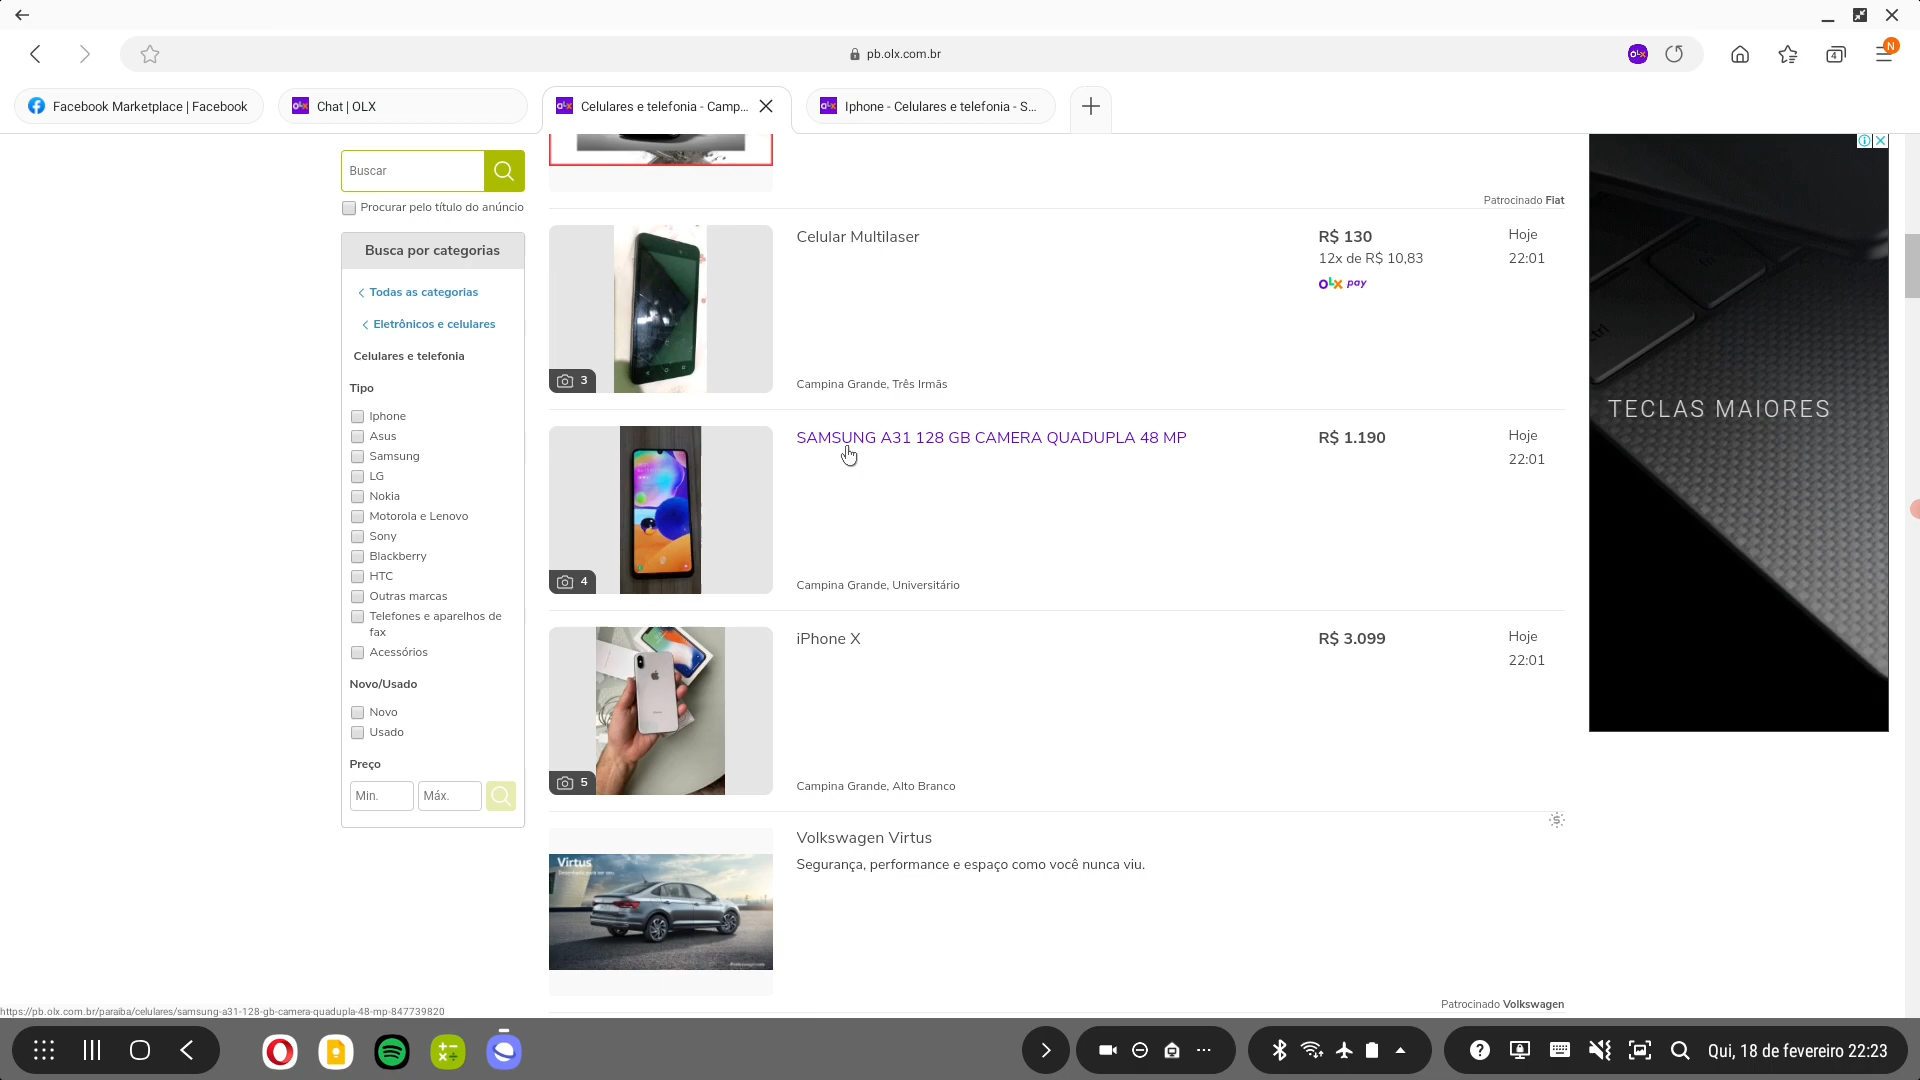 pb.olx.com.br
OLX
N
4
Facebook Marketplace | Facebook
Chat | OLX
Celulares e telefonia - Camp...
Iphone - Celulares e telefonia - S...
Buscar
Procurar pelo título do anúncio
Busca por categorias
Todas as categorias
Eletrônicos e celulares
Celulares e telefonia
Tipo
Iphone
Asus
Samsung
LG
Nokia
Motorola e Lenovo
Sony
Blackberry
HTC
Outras marcas
Telefones e aparelhos de
fax
Acessórios
Novo/Usado
Novo
Usado
Preço
Min.
Máx.
Patrocinado Fiat
Celular Multilaser
R$ 130
12x de R$ 10,83
OLX pay
Hoje
22:01
3
Campina Grande, Três Irmãs
SAMSUNG A31 128 GB CAMERA QUADUPLA 48 MP
R$ 1.190
Hoje
22:01
4
Campina Grande, Universitário
iPhone X
R$ 3.099
Hoje
22:01
5
Campina Grande, Alto Branco
Volkswagen Virtus
Segurança, performance e espaço como você nunca viu.
Virtus
Patrocinado Volkswagen
Ctrl
TECLAS MAIORES
https://pb.olx.com.br/paraiba/celulares/samsung-a31-128-gb-camera-quadupla-48-mp-847739820
Qui, 18 de fevereiro 22:23